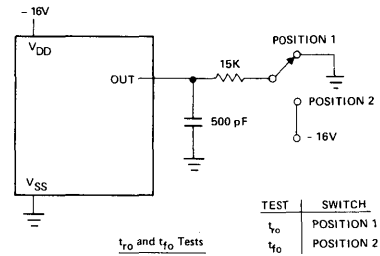 - 16V
V_DD
POSITION 1
15K
OUT
POSITION 2
500 pF
- 16V
V_SS
TEST SWITCH
t_ro and t_fo Tests
t_ro POSITION 1
t_fo POSITION 2